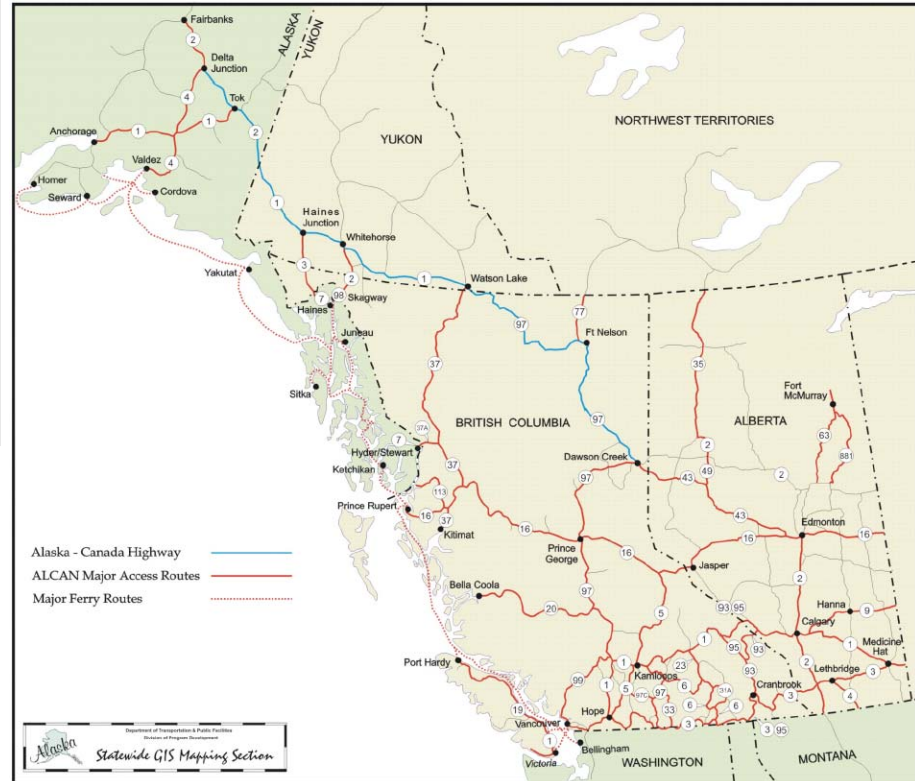 Fairbanks
2
ALASKA
YUKON
Delta
Junction
4
Tok
1
1
2
Anchorage
YUKON
NORTHWEST TERRITORIES
Valdez
4
Homer
Seward
Cordova
1
Haines
Junction
Whitehorse
3
2
1
Watson Lake
Yakutat
7
98
Skagway
Haines
77
97
Ft Nelson
Juneau
37
35
Sitka
Fort
McMurray
BRITISH COLUMBIA
97
ALBERTA
37A
7
63
881
Hyder/Stewart
2
Ketchikan
37
Dawson Creek
49
2
97
43
113
Prince Rupert
16
37
43
Kitimat
16
Edmonton
16
16
Prince
George
16
Alaska - Canada Highway
ALCAN Major Access Routes
Major Ferry Routes
Jasper
2
Bella Coola
97
20
5
93
95
Hanna
9
Calgary
1
93
95
1
Medicine
Hat
Port Hardy
99
1
Kamloops
23
93
2
Lethbridge
3
1
5
97C
97
6
31A
Cranbrook
3
4
19
Hope
33
6
6
Vancouver
3
3
95
1
Victoria
Bellingham
WASHINGTON
MONTANA
Alaska
Department of Transportation & Public Facilities
Division of Program Development
Statewide GIS Mapping Section